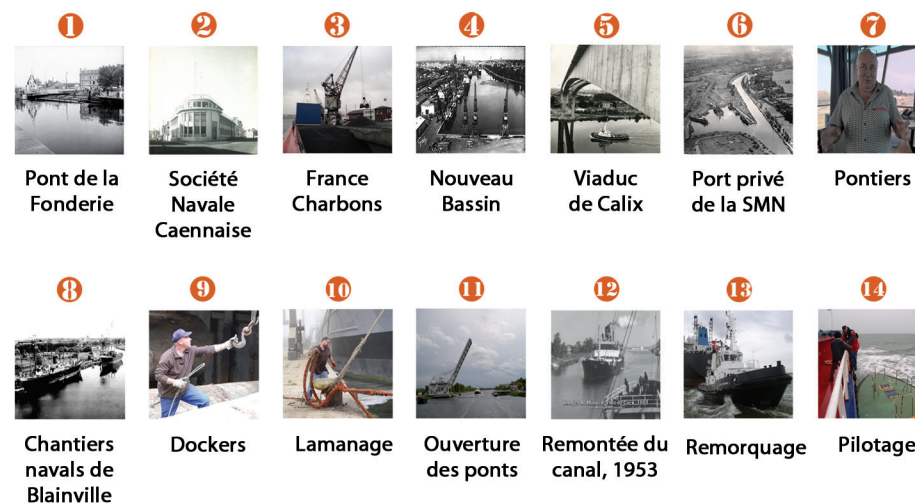 1
2
3
4
5
6
7
Pont de la
Fonderie
Société
Navale
Caennaise
France
Charbons
Nouveau
Bassin
Viaduc
de Calix
Port privé
de la SMN
Pontiers
8
9
10
11
12
13
14
Chantiers
navals de
Blainville
Dockers
Lamanage
Ouverture
des ponts
Remontée du
canal, 1953
Remorquage
Pilotage